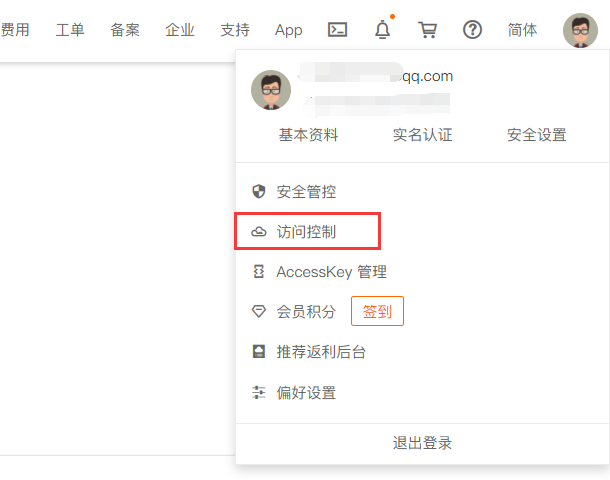 费用 工单 备案 企业 支持 App 简体
qq.com
基本资料 实名认证 安全设置
安全管控
访问控制
AccessKey 管理
会员积分 签到
推荐返利后台
偏好设置
退出登录